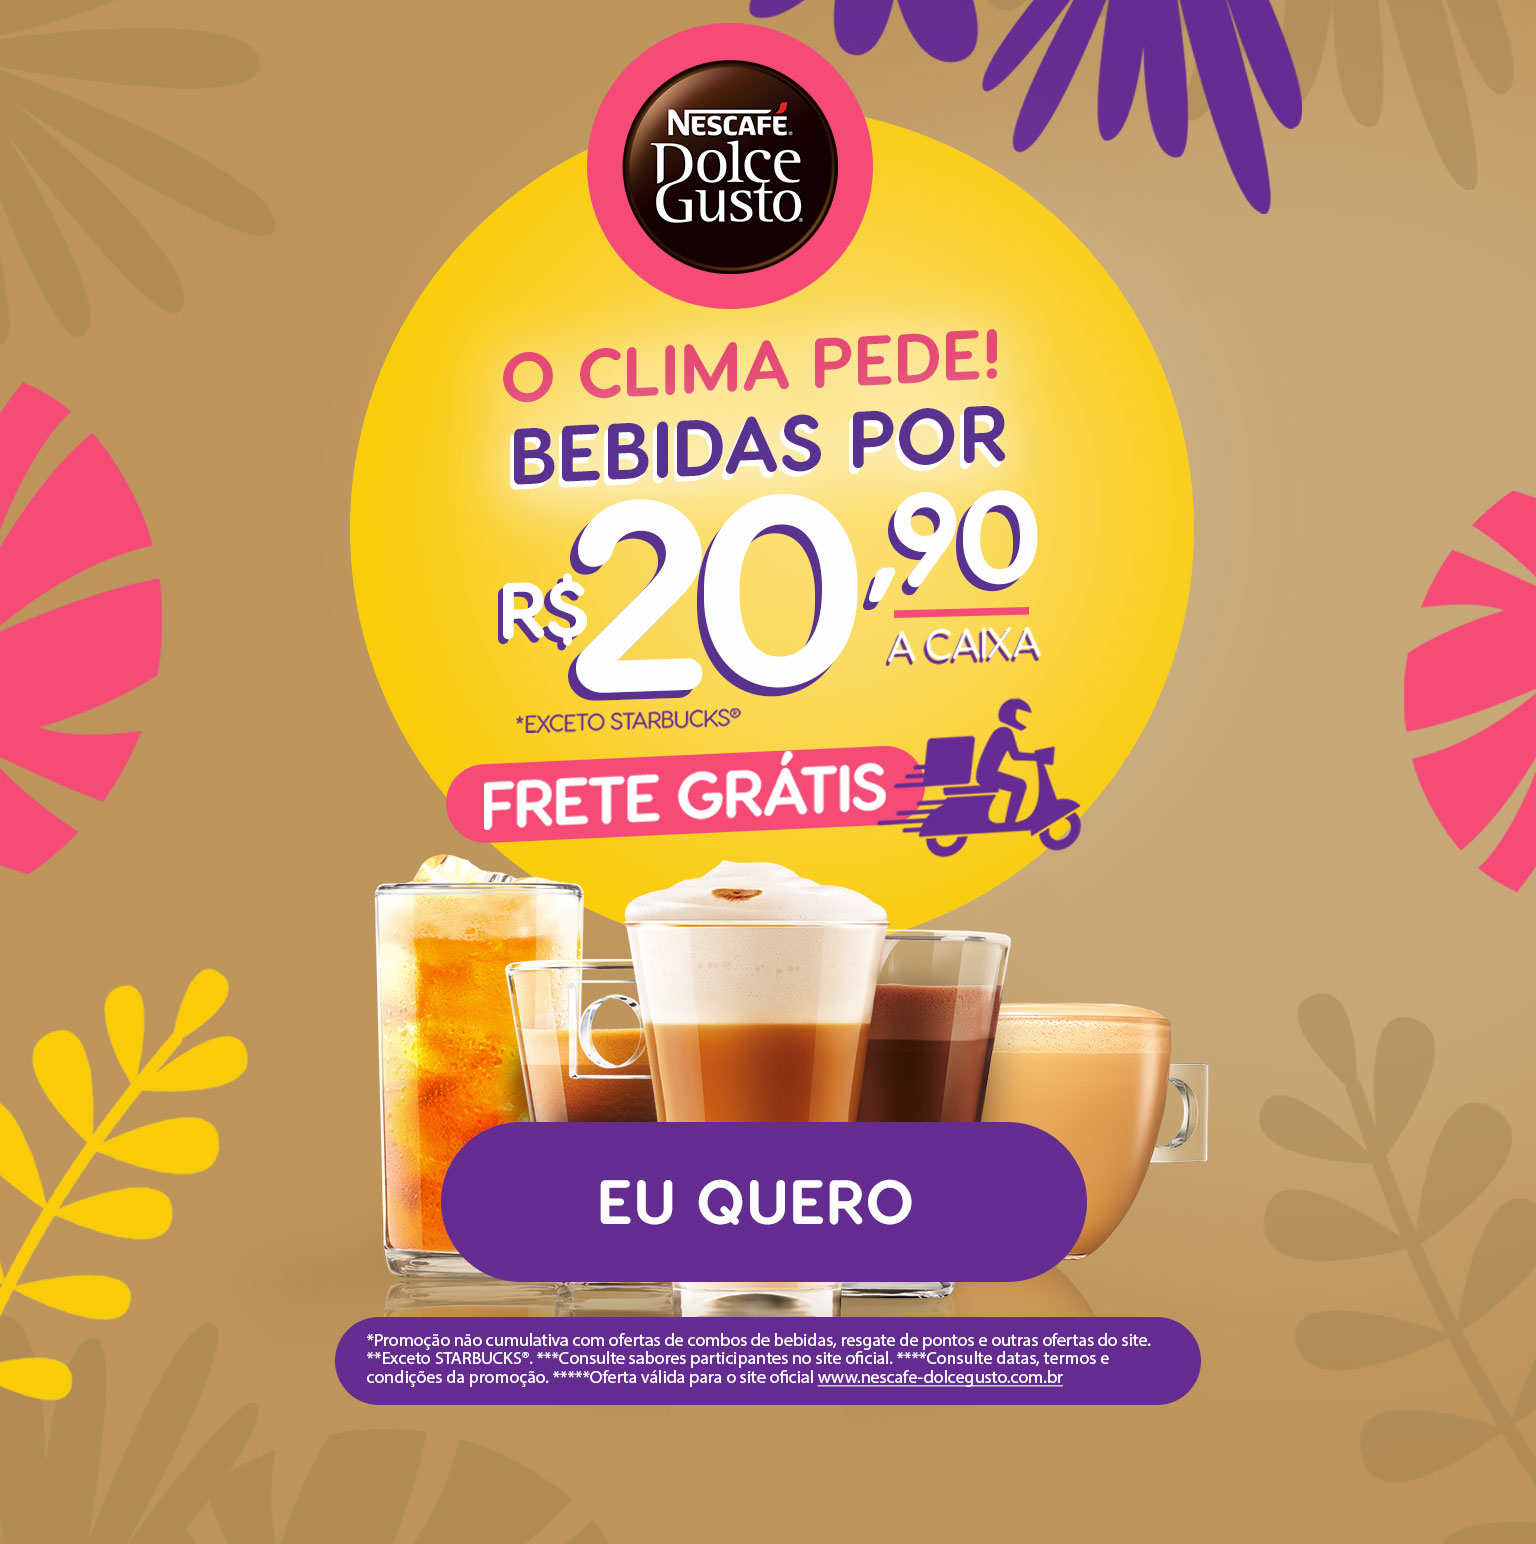 NESCAFÉ®
DOLCE
GUSTO®
O CLIMA PEDE!
BEBIDAS POR
R$20,90
A CAIXA
*EXCETO STARBUCKS®
FRETE GRÁTIS
EU QUERO
*Promoção não cumulativa com ofertas de combos de bebidas, resgate de pontos e outras ofertas do site.
**Exceto STARBUCKS®. ***Consulte sabores participantes no site oficial. ****Consulte datas, termos e
condições da promoção. *****Oferta válida para o site oficial www.nescafe-dolcegusto.com.br